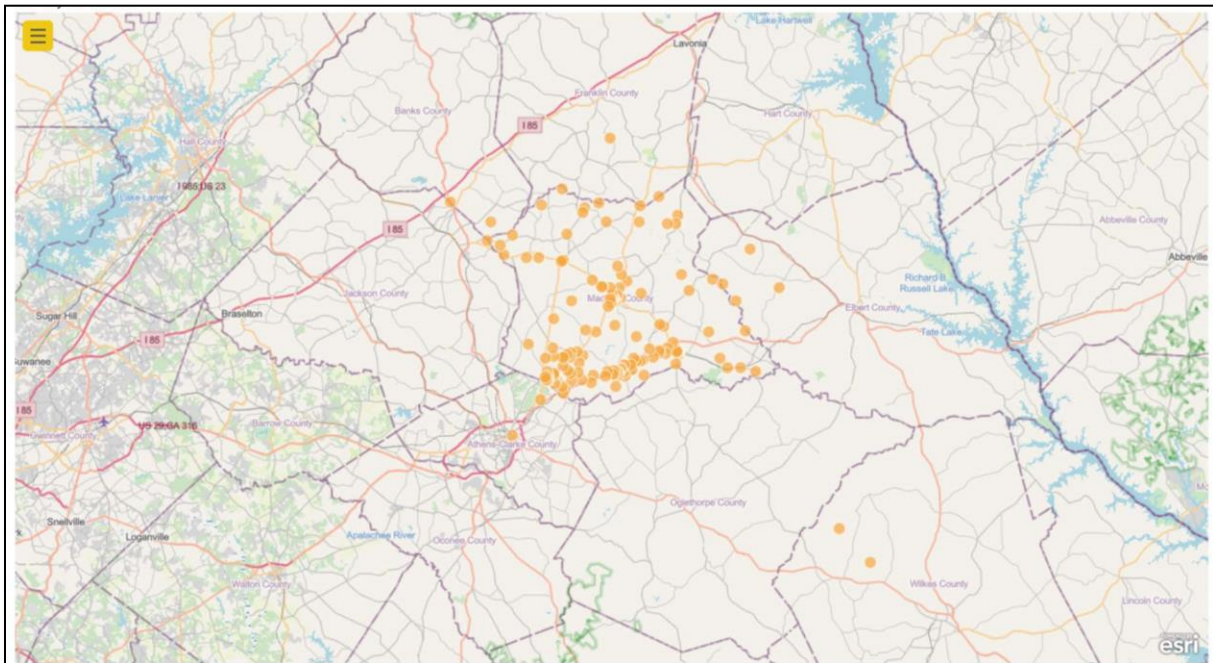 Lake Hartwell
Lavonia
Franklin County
Banks County
Hart County
I 85
Hall County
I 985;US 23
Lake Lanier
Abbeville County
I 85
Abbeville
Richard B
Russell Lake
Jackson County
Madison County
Elbert County
Sugar Hill
Braselton
Tate Lake
I 85
Suwanee
I 85
US 29;GA 316
Gwinnett County
Barrow County
Athens-Clarke County
Oglethorpe County
Snellville
Loganville
Apalachee River
Oconee County
Walton County
Wilkes County
Lincoln County
esri